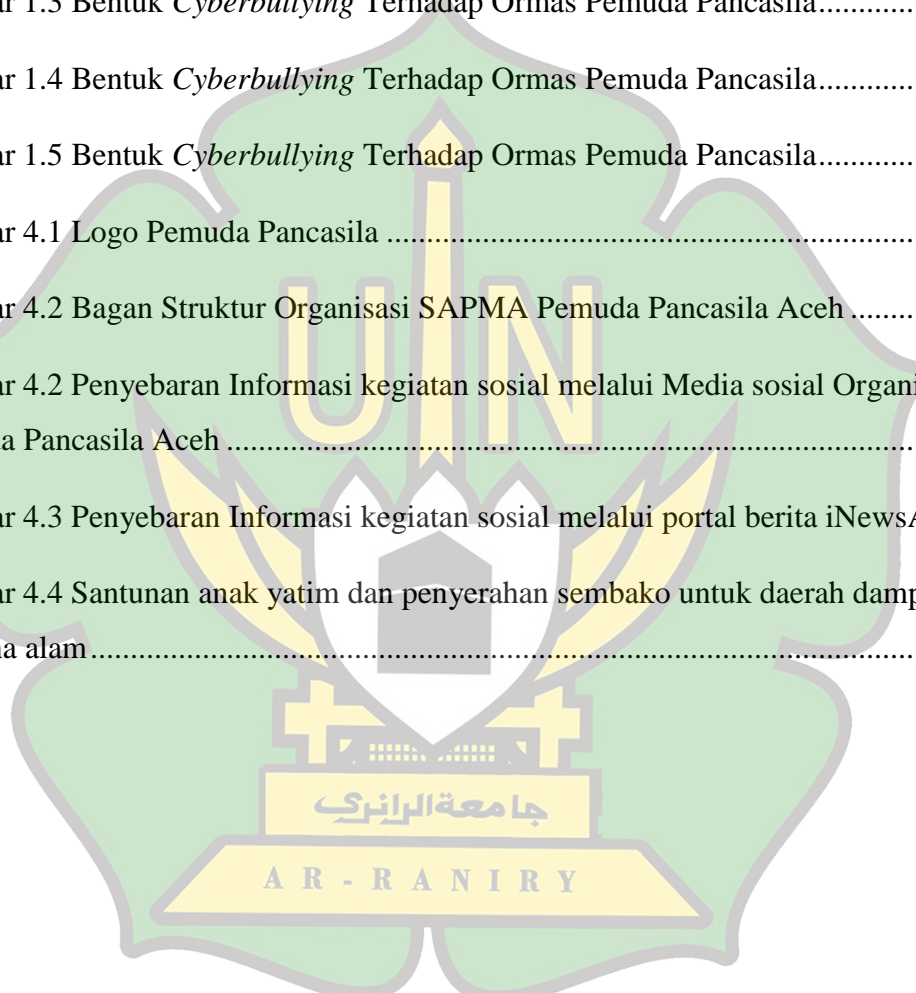 ar 1.3 Bentuk Cyberbullying Terhadap Ormas Pemuda Pancasila................
ar 1.4 Bentuk Cyberbullying Terhadap Ormas Pemuda Pancasila................
ar 1.5 Bentuk Cyberbullying Terhadap Ormas Pemuda Pancasila................
ar 4.1 Logo Pemuda Pancasila ................
ar 4.2 Bagan Struktur Organisasi SAPMA Pemuda Pancasila Aceh ........
ar 4.2 Penyebaran Informasi kegiatan sosial melalui Media sosial Organi
a Pancasila Aceh ................
ar 4.3 Penyebaran Informasi kegiatan sosial melalui portal berita iNewsA
ar 4.4 Santunan anak yatim dan penyerahan sembako untuk daerah damp
a alam ................
UIN
جامعة الرانري
AR-RANIRY